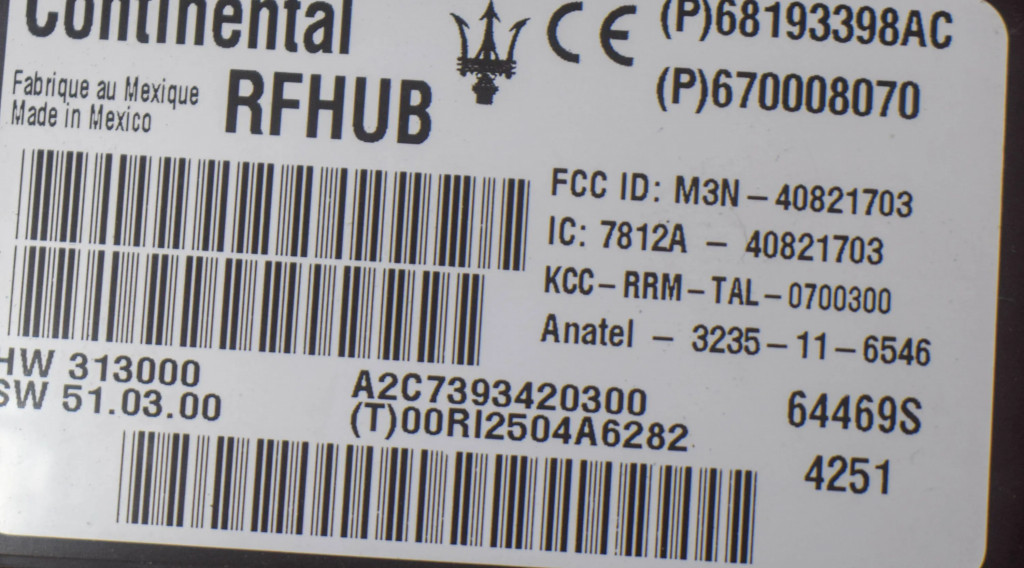 Continental
CE
(P)68193398AC
(P)670008070
Fabrique au Mexique
Made in Mexico
RFHUB
FCC ID: M3N – 40821703
IC: 7812A – 40821703
KCC–RRM–TAL–0700300
Anatel – 3235–11–6546
HW 313000
SW 51.03.00
A2C7393420300
(T)00RI2504A6282
64469S
4251